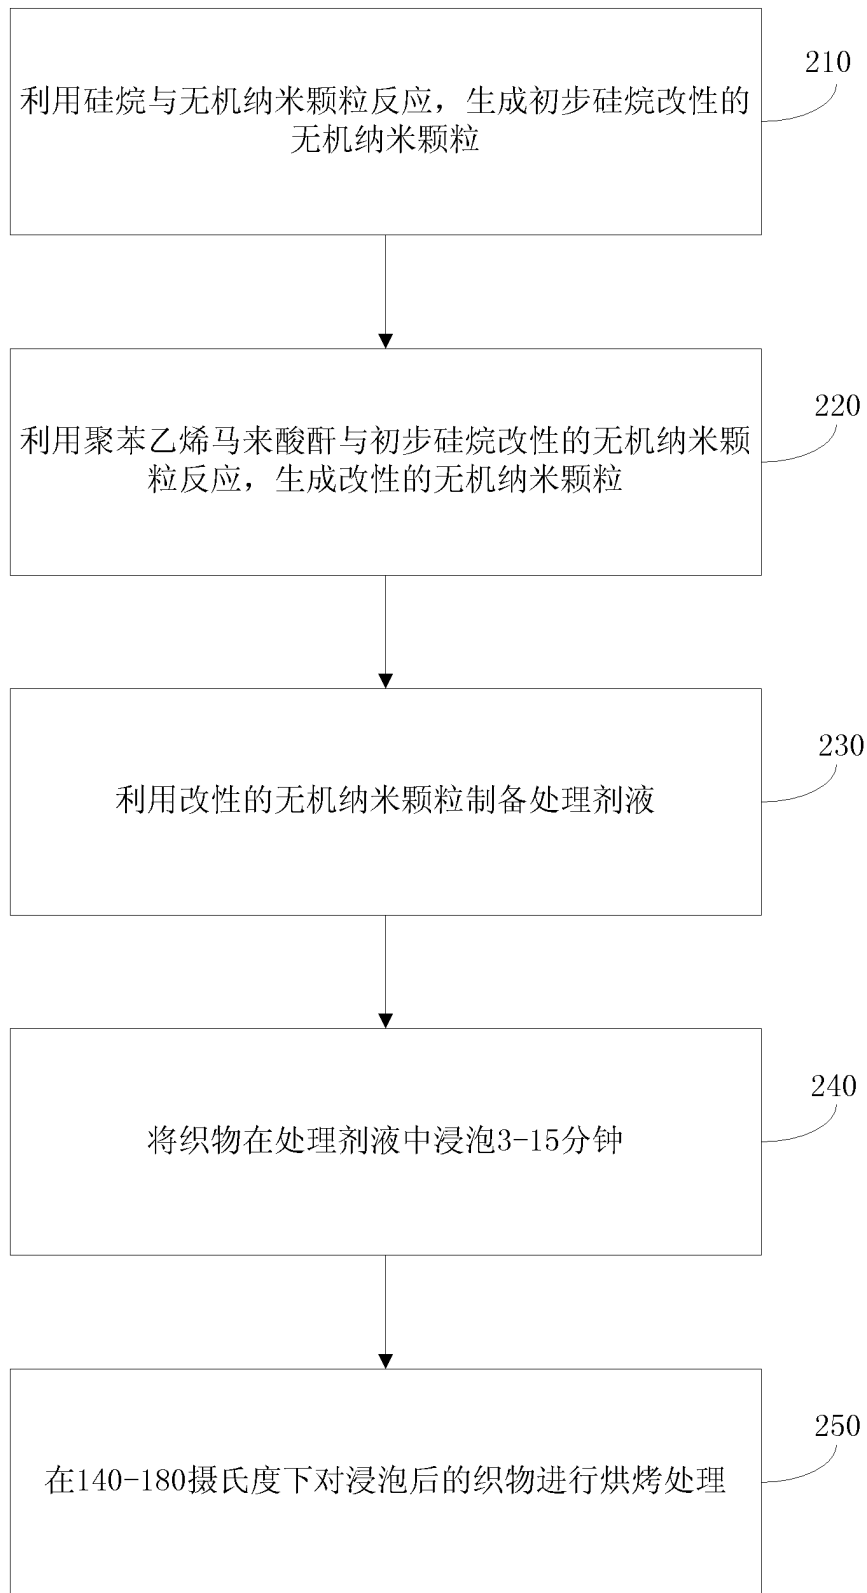 210
利用硅烷与无机纳米颗粒反应，生成初步硅烷改性的
无机纳米颗粒
220
利用聚苯乙烯马来酸酐与初步硅烷改性的无机纳米颗
粒反应，生成改性的无机纳米颗粒
230
利用改性的无机纳米颗粒制备处理剂液
240
将织物在处理剂液中浸泡3-15分钟
250
在140-180摄氏度下对浸泡后的织物进行烘烤处理